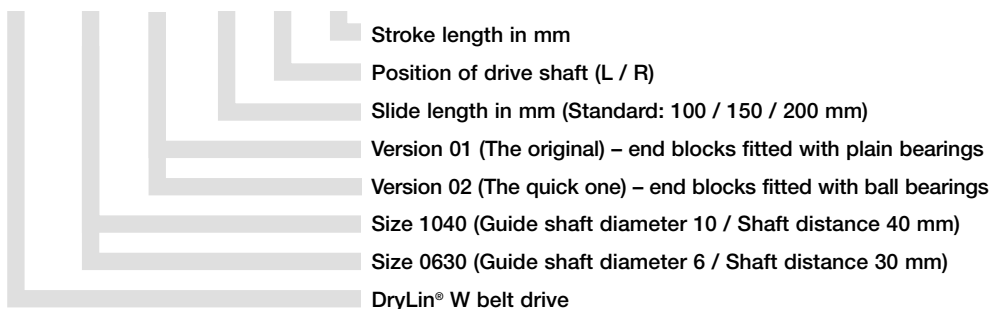 Stroke length in mm
Position of drive shaft (L / R)
Slide length in mm (Standard: 100 / 150 / 200 mm)
Version 01 (The original) – end blocks fitted with plain bearings
Version 02 (The quick one) – end blocks fitted with ball bearings
Size 1040 (Guide shaft diameter 10 / Shaft distance 40 mm)
Size 0630 (Guide shaft diameter 6 / Shaft distance 30 mm)
DryLin® W belt drive